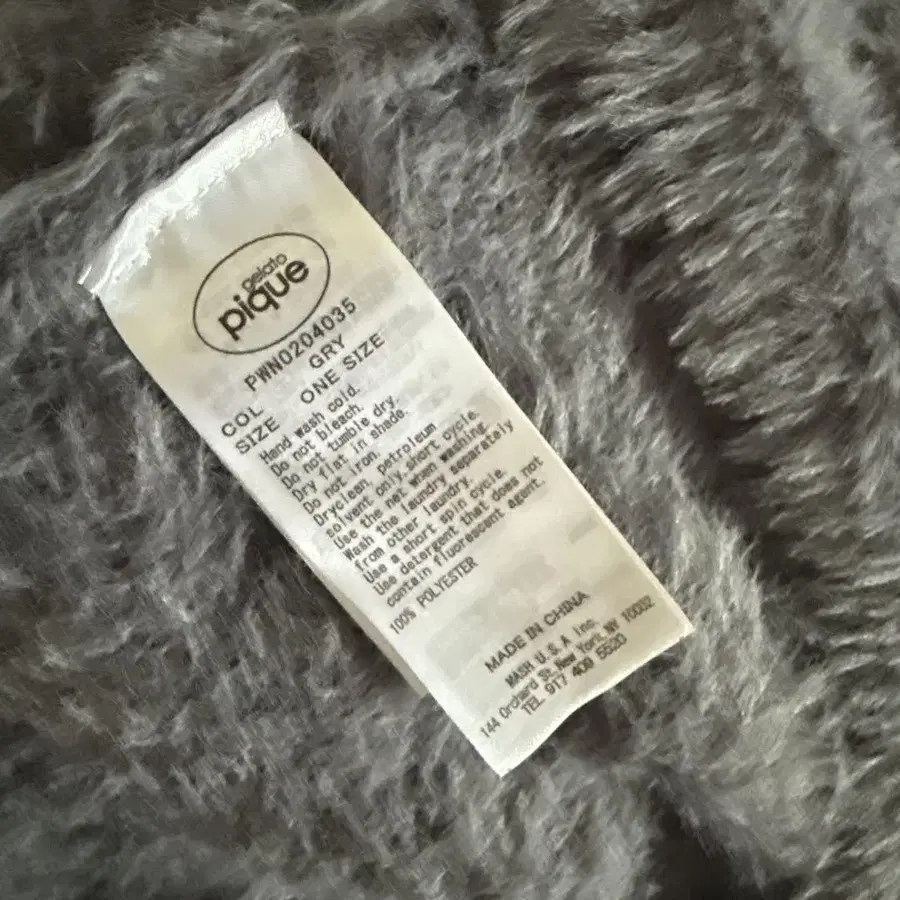 gelato
pique
PWNO204035
COL GRY
SIZE ONE SIZE
Hand wash cold.
Do not bleach.
Do not tumble dry.
Dry flat in shade.
Do not iron.
Dryclean, petroleum
solvent only,short cycle.
Use the net when washing.
Wash the laundry separately
from other laundry.
Use a short spin cycle.
Use detergent that does not
contain fluorescent agent.
100% POLYESTER
MADE IN CHINA
MASH U.S.A Inc.
144 Orchard St,New York, NY 10002
TEL 917 409 5520